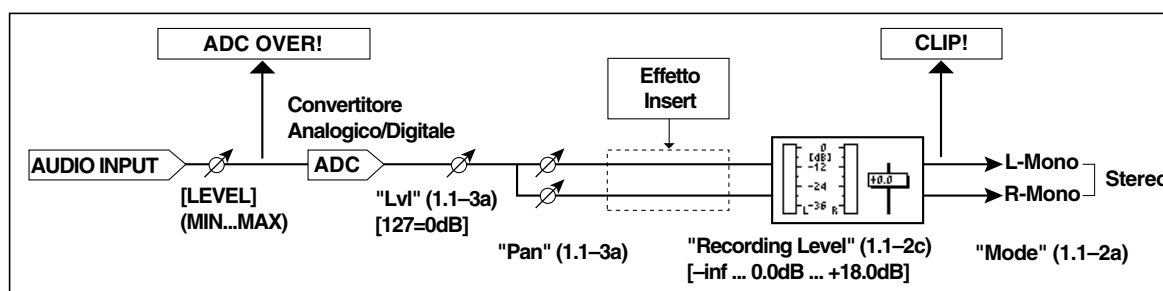 ADC OVER!
CLIP!
Effetto
Insert
Convertitore
Analogico/Digitale
AUDIO INPUT
ADC
[LEVEL]
(MIN...MAX)
"Lvl" (1.1–3a)
[127=0dB]
"Pan" (1.1–3a)
0
[dB]
-12
-24
-36
L
R
+0.0
"Recording Level" (1.1–2c)
[–inf ... 0.0dB ... +18.0dB]
L-Mono
R-Mono
Stereo
"Mode" (1.1–2a)